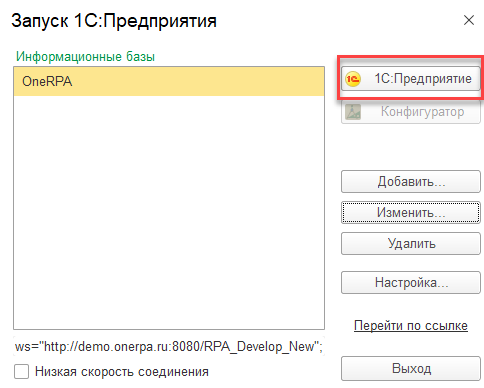 Запуск 1С:Предприятия
Информационные базы
OneRPA
1С:Предприятие
Конфигуратор
Добавить...
Изменить...
Удалить
Настройка...
Перейти по ссылке
ws="http://demo.onerpa.ru:8080/RPA_Develop_New";
Низкая скорость соединения
Выход